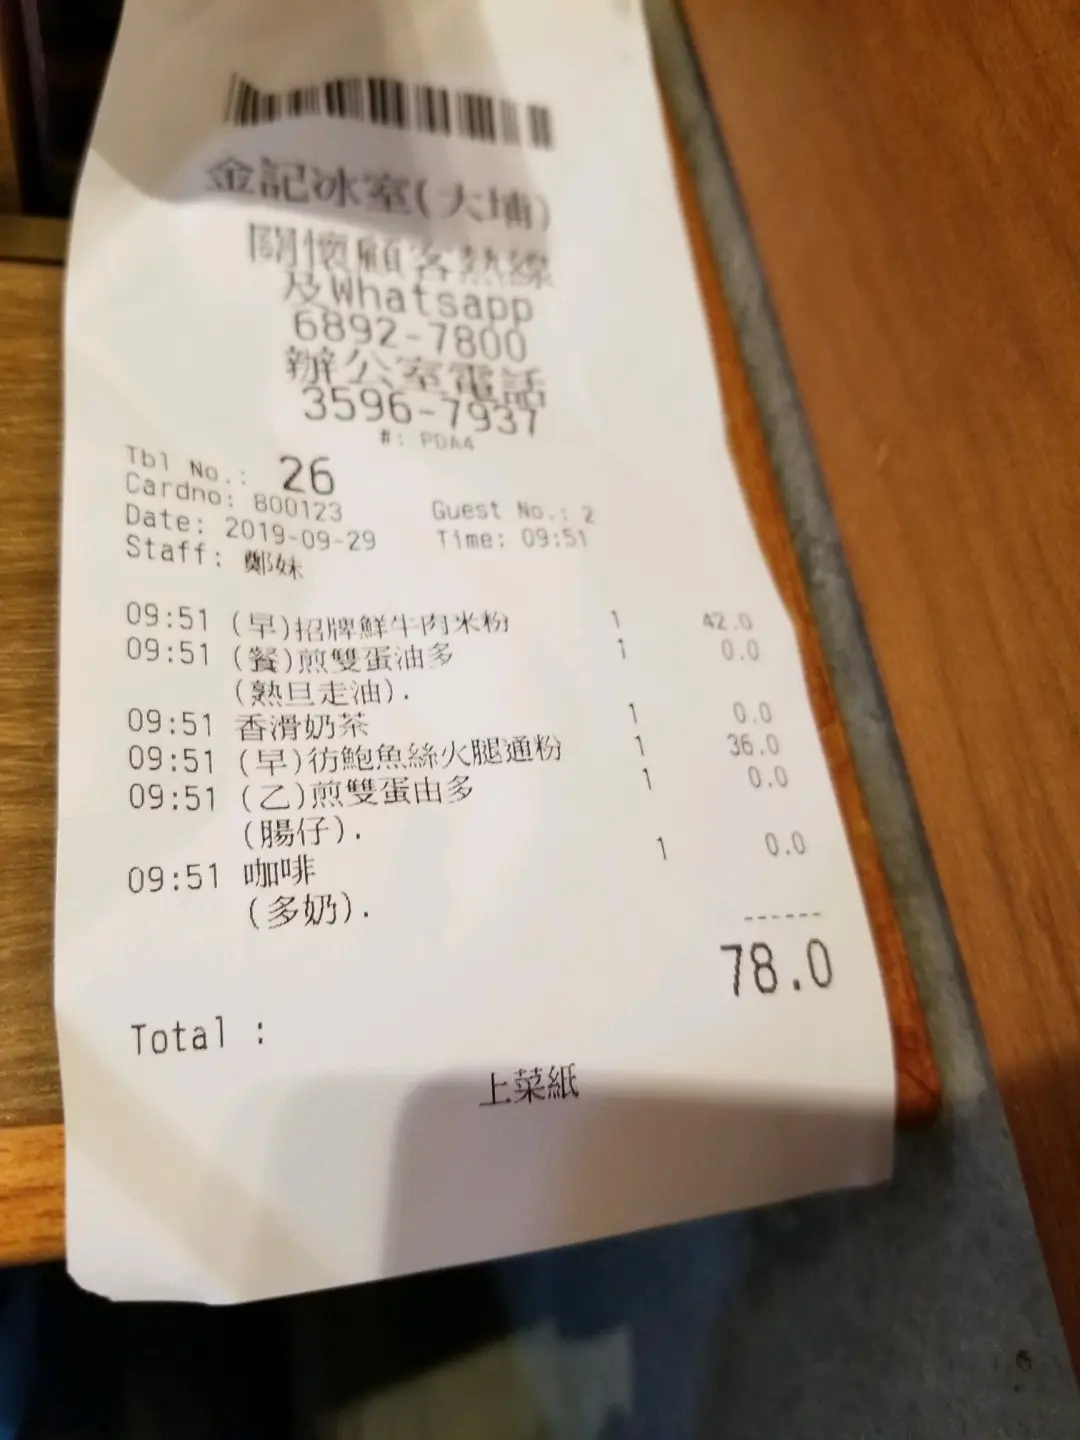 金記冰室(大埔)
關懷顧客熱線
及Whatsapp
6892-7800
辦公室電話
3596-7937
#: PDA4
Tbl No.: 26
Cardno: 800123 Guest No.: 2
Date: 2019-09-29 Time: 09:51
Staff: 鄭妹
09:51 (早)招牌鮮牛肉米粉 1 42.0
09:51 (餐)煎雙蛋油多 1 0.0
(熟旦走油).
09:51 香滑奶茶 1 0.0
09:51 (早)彷鮑魚絲火腿通粉 1 36.0
09:51 (乙)煎雙蛋由多 1 0.0
(腸仔).
09:51 咖啡 1 0.0
(多奶).
------
78.0
Total :
上菜紙